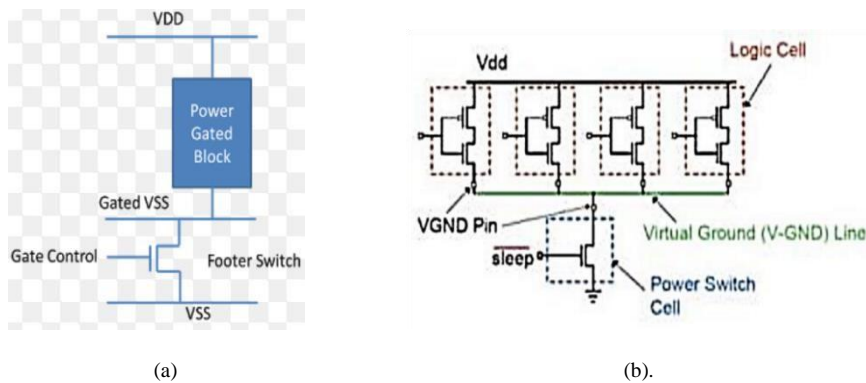 VDD
Power
Gated
Block
Gated VSS
Gate Control
Footer Switch
VSS
(a)
Logic Cell
Vdd
VGND Pin
Virtual Ground (V-GND) Line
sleep
Power Switch
Cell
(b).